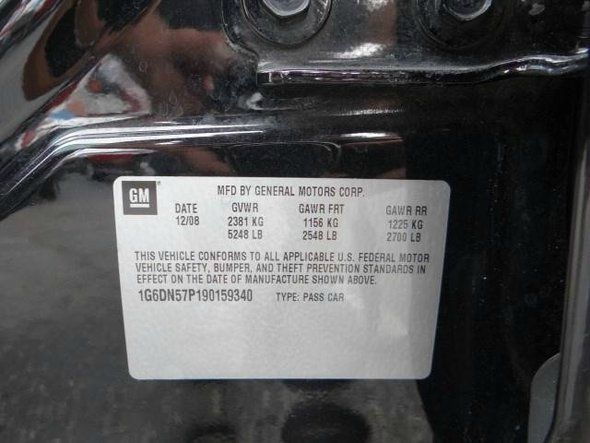 GM
MFD BY GENERAL MOTORS CORP.
DATE GVWR GAWR FRT GAWR RR
12/08 2381 KG 1156 KG 1225 KG
5248 LB 2548 LB 2700 LB
THIS VEHICLE CONFORMS TO ALL APPLICABLE U.S. FEDERAL MOTOR
VEHICLE SAFETY, BUMPER, AND THEFT PREVENTION STANDARDS IN
EFFECT ON THE DATE OF MANUFACTURE SHOWN ABOVE.
1G6DN57P190159340 TYPE: PASS CAR